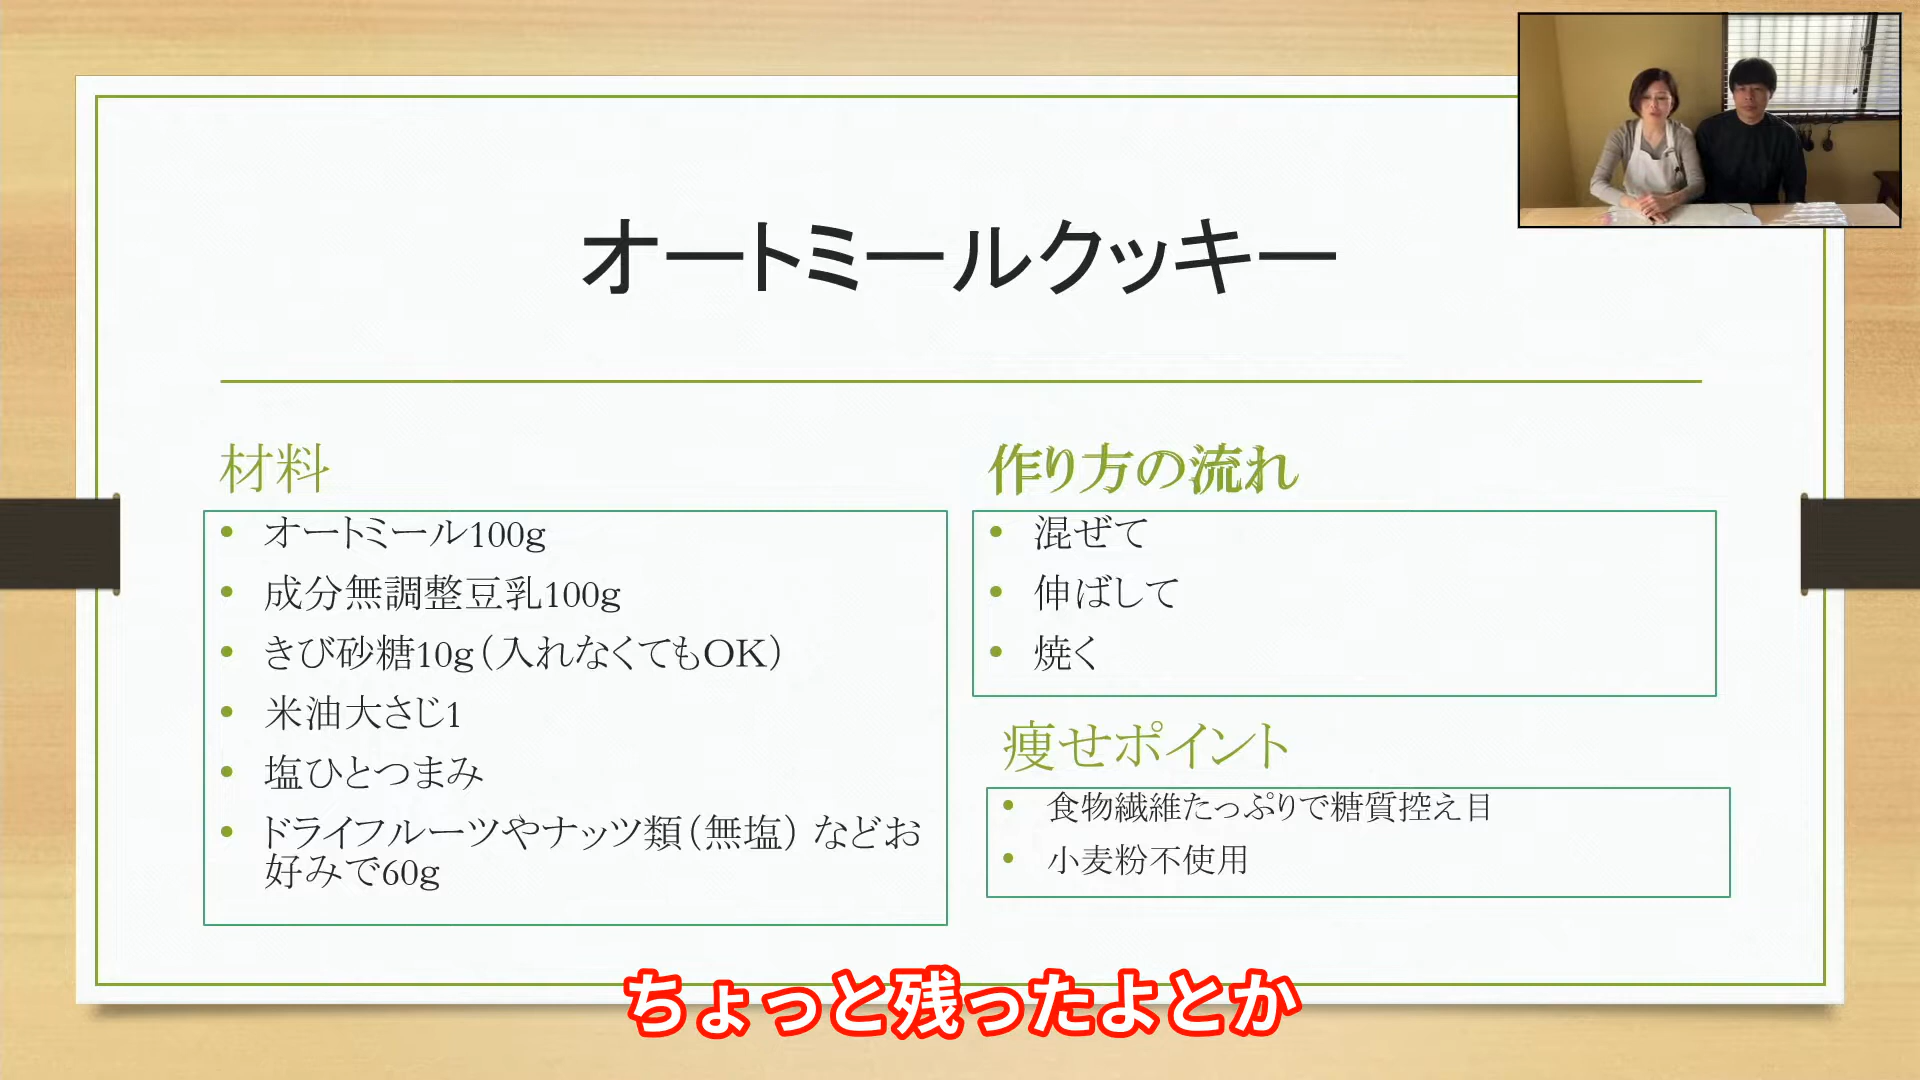 オートミールクッキー
材料
• オートミール100g
• 成分無調整豆乳100g
• きび砂糖10g（入れなくてもOK）
• 米油大さじ1
• 塩ひとつまみ
• ドライフルーツやナッツ類（無塩）などお
好みで60g
作り方の流れ
• 混ぜて
• 伸ばして
• 焼く
痩せポイント
• 食物繊維たっぷりで糖質控え目
• 小麦粉不使用
ちょっと残ったよとか